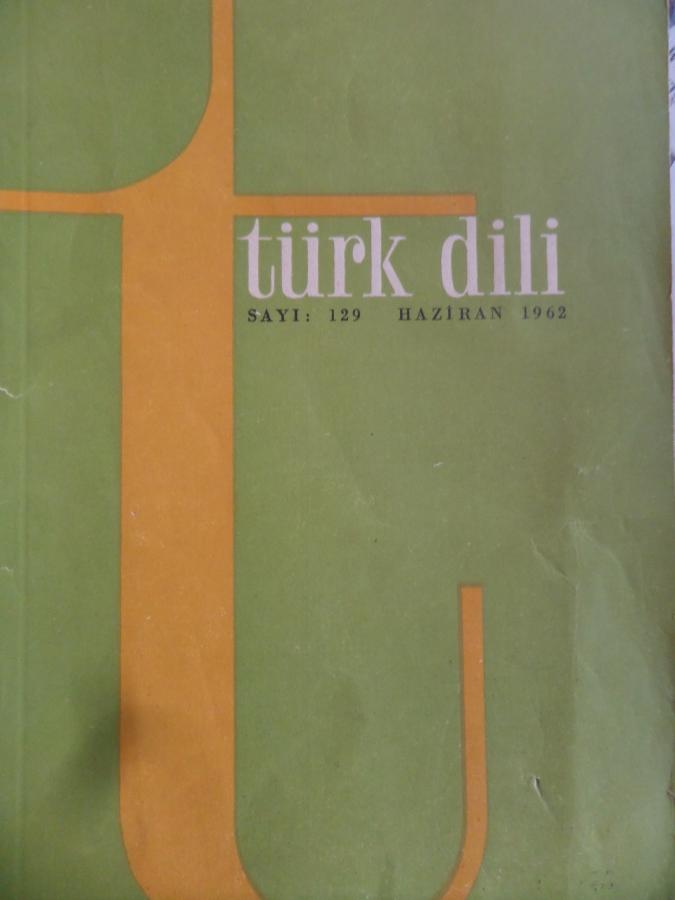 t
türk dili
SAYI: 129 HAZİRAN 1962